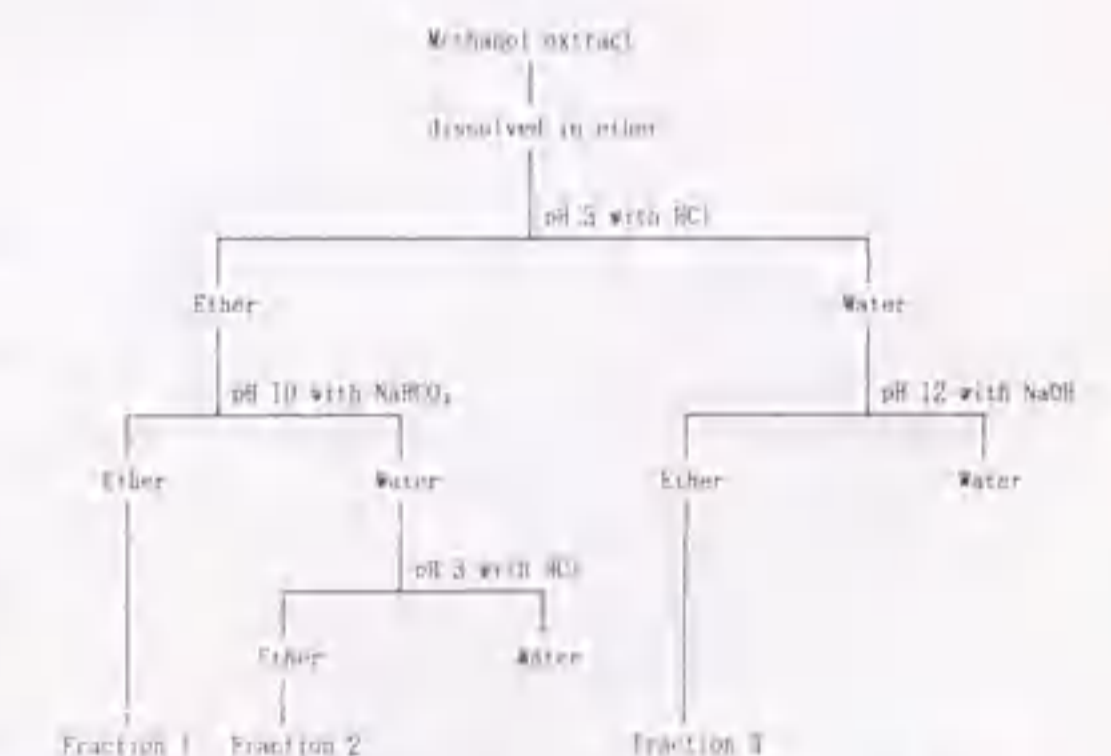 Methanol extract
dissolved in ether
pH 3 with HCl
Ether Water
pH 10 with NaHCO₃ pH 12 with NaOH
Ether Water Ether Water
pH 3 with HCl
Ether Water
Fraction 1 Fraction 2 Fraction 3